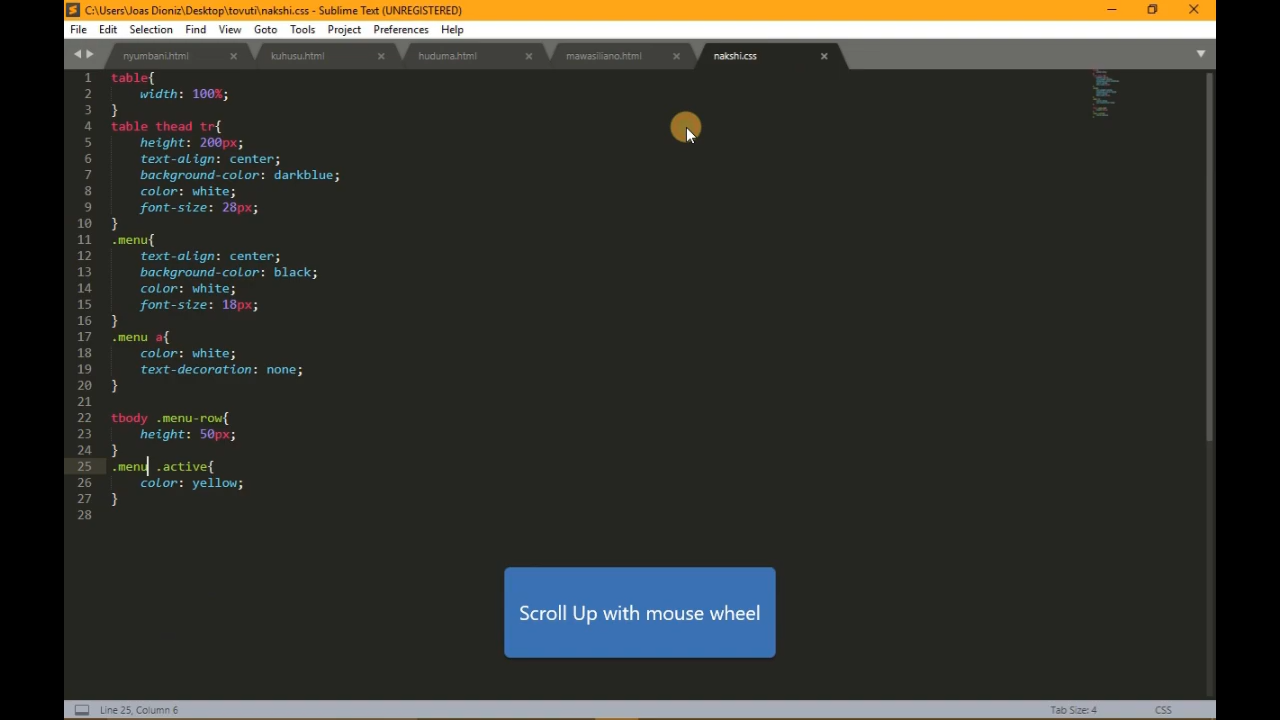 C:\Users\Joas Dioniz\Desktop\tovuti\nakshi.css - Sublime Text (UNREGISTERED)
File Edit Selection Find View Goto Tools Project Preferences Help
nyumbani.html kuhusu.html huduma.html mawasiliano.html nakshi.css
1 table{
2     width: 100%;
3 }
4 table thead tr{
5     height: 200px;
6     text-align: center;
7     background-color: darkblue;
8     color: white;
9     font-size: 28px;
10 }
11 .menu{
12     text-align: center;
13     background-color: black;
14     color: white;
15     font-size: 18px;
16 }
17 .menu a{
18     color: white;
19     text-decoration: none;
20 }
21
22 tbody .menu-row{
23     height: 50px;
24 }
25 .menu .active{
26     color: yellow;
27 }
28
Scroll Up with mouse wheel
Line 25, Column 6 Tab Size: 4 CSS